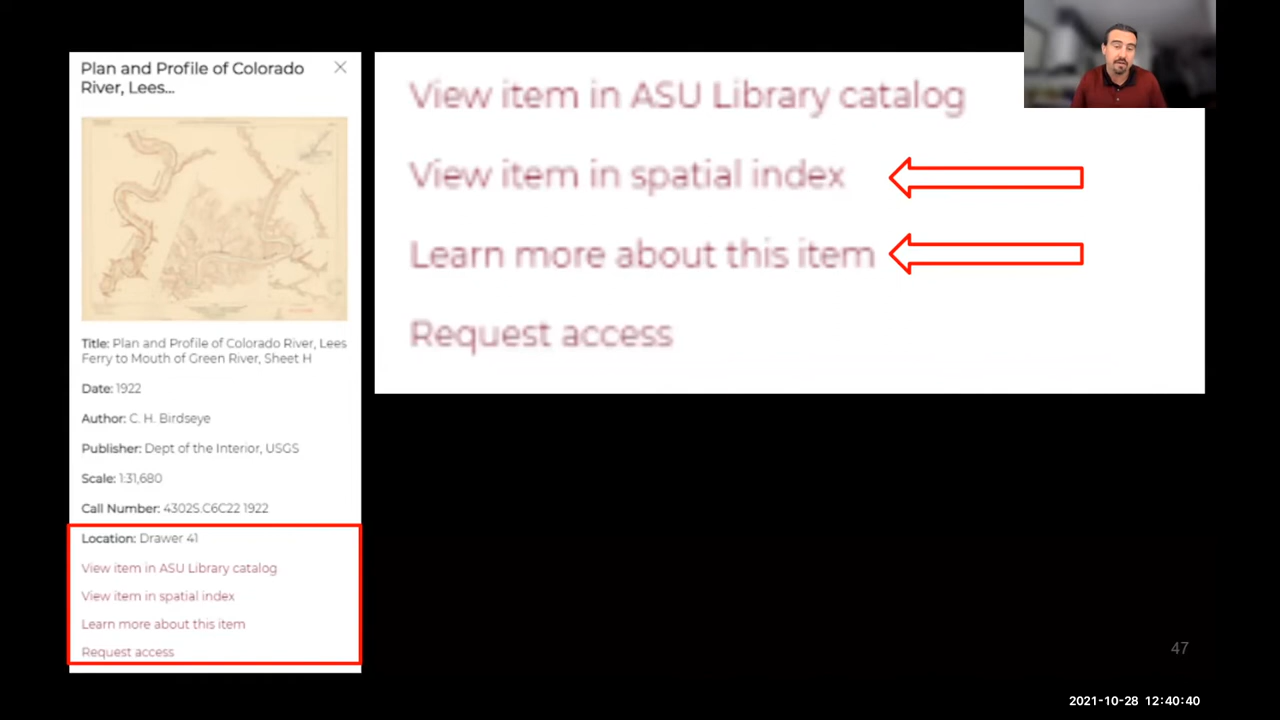 Plan and Profile of Colorado
River, Lees...
Title: Plan and Profile of Colorado River, Lees
Ferry to Mouth of Green River, Sheet H
Date: 1922
Author: C. H. Birdseye
Publisher: Dept of the Interior, USGS
Scale: 1:31,680
Call Number: 4302S.C6C22 1922
Location: Drawer 41
View item in ASU Library catalog
View item in spatial index
Learn more about this item
Request access
View item in ASU Library catalog
View item in spatial index
Learn more about this item
Request access
47
2021-10-28 12:40:40